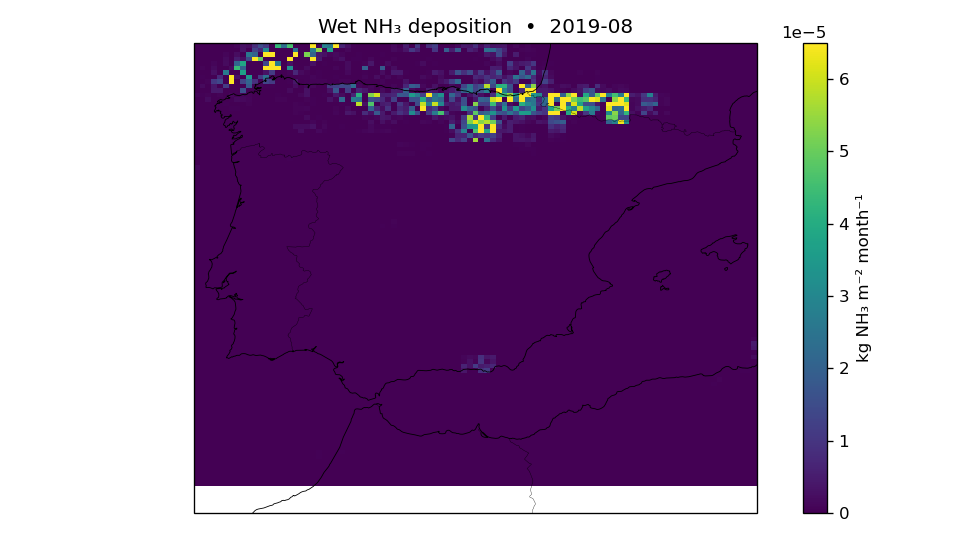 Wet NH₃ deposition • 2019-08
1e−5
6
5
4
3
2
1
0
kg NH₃ m⁻² month⁻¹